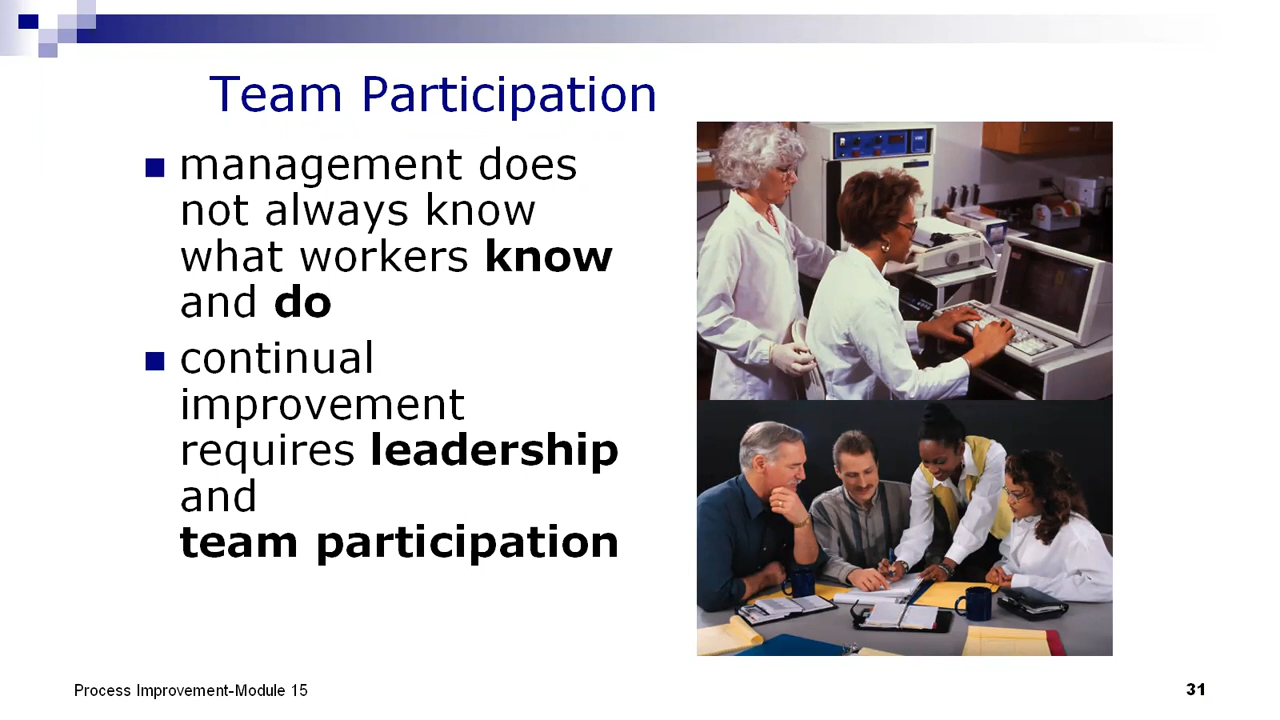 Team Participation
management does
not always know
what workers know
and do
continual
improvement
requires leadership
and
team participation
Process Improvement-Module 15
31